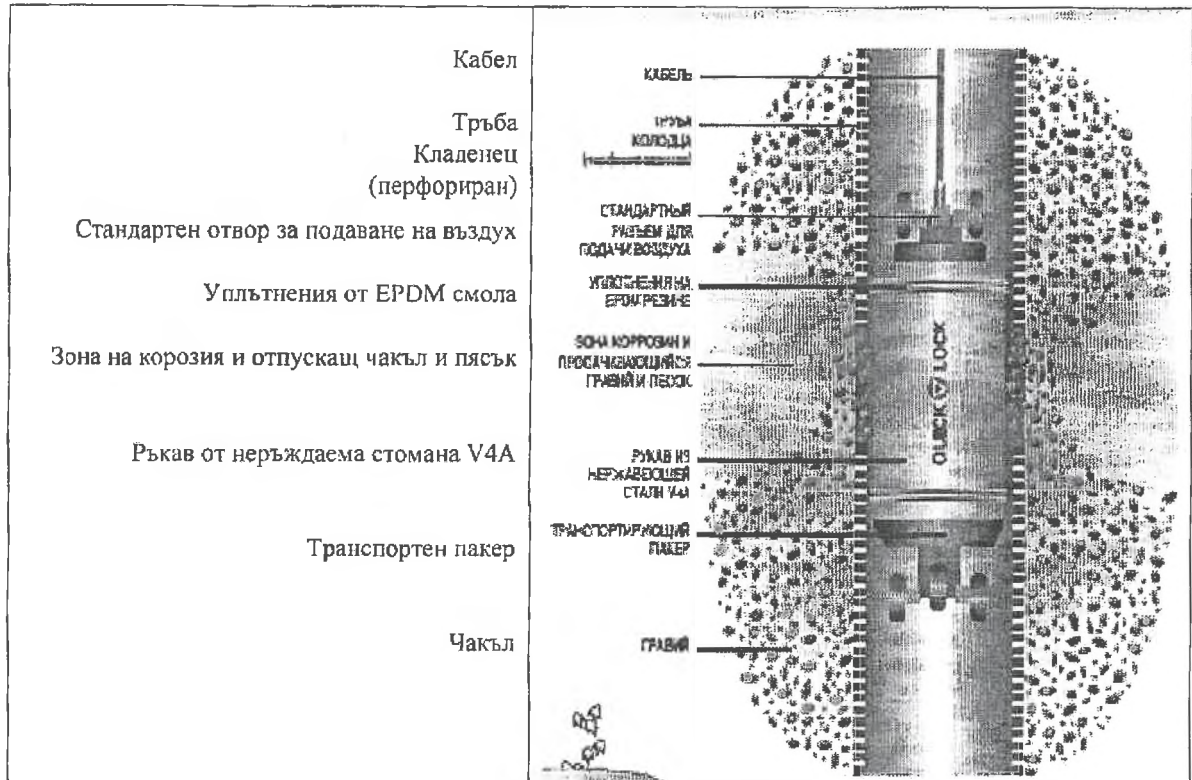 Кабел
Тръба
Кладенец
(перфориран)
Стандартен отвор за подаване на въздух
Уплътнения от EPDM смола
Зона на корозия и отпускащ чакъл и пясък
Ръкав от неръждаема стомана V4A
Транспортен пакер
Чакъл
КАБЕЛЬ
ТРУБА
КОЛОДЦА
СТАНДАРТНЫЙ
РАЗЪЕМ ДЛЯ
ПОДАЧИ ВОЗДУХА
УПЛОТНЕНИЯ НА
EPDM РЕЗИНЕ
ЗОНА КОРРОЗИИ И
ПРОСАЧИВАЮЩИЙСЯ
ГРАВИЙ И ПЕСОК
РУКАВ ИЗ
НЕРЖАВЕЮЩЕЙ
СТАЛИ V4A
ТРАНСПОРТИРУЮЩИЙ
ПАКЕР
ГРАВИЙ
QUICK LOCK